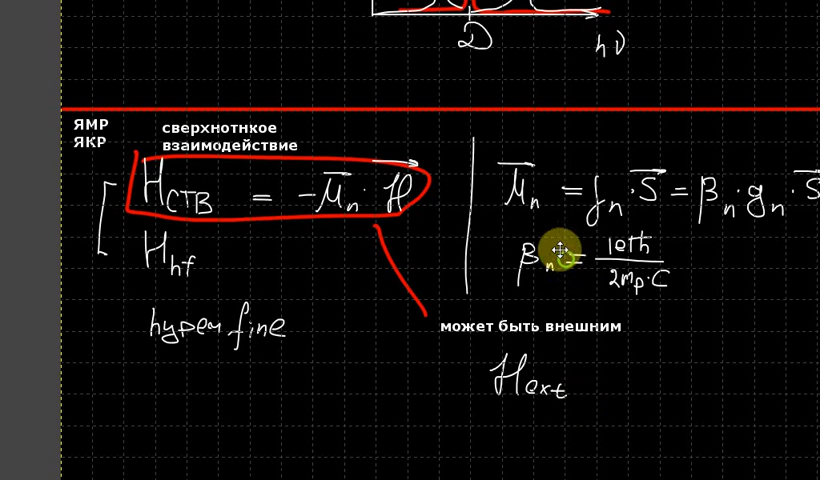 𝒟 hν
ЯМР
ЯКР
сверхнотнкое
взаимодействие
H_СТВ = -μ̅_n · H⃗
μ̅_n = γ_n · S̅ = β_n · g_n · S̅
H_hf
β_n = |e|ħ / 2m_p·C
hyperfine
может быть внешним
H_ext